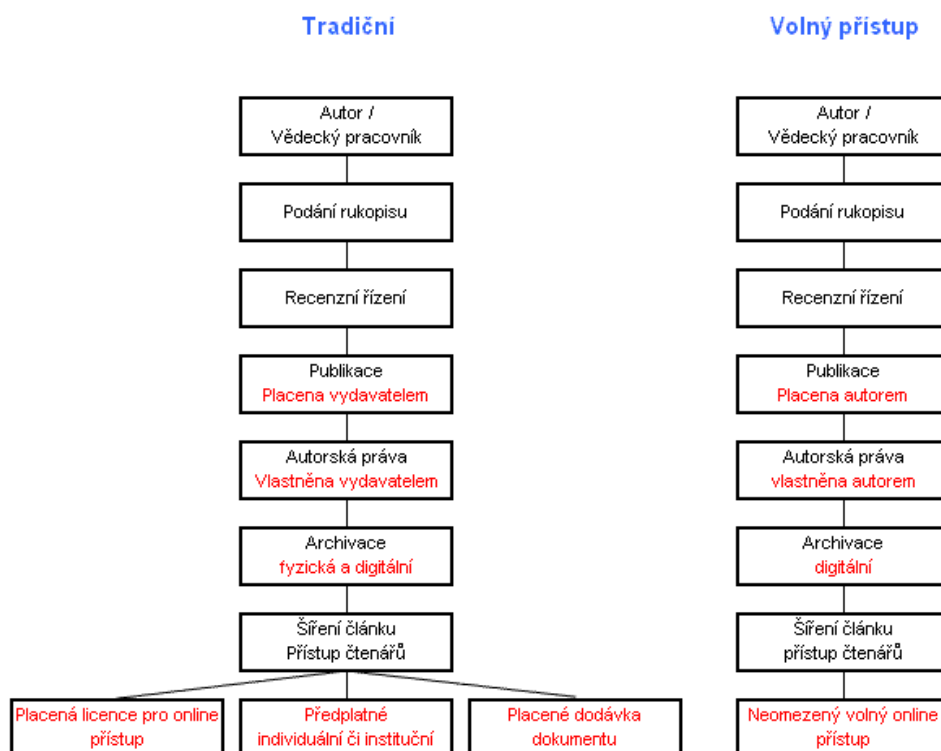 Tradiční
Autor /
Vědecký pracovník
Podání rukopisu
Recenzní řízení
Publikace
Placena vydavatelem
Autorská práva
Vlastněna vydavatelem
Archivace
fyzická a digitální
Šíření článku
Přístup čtenářů
Placená licence pro online
přístup
Předplatné
individuální či instituční
Placené dodávka
dokumentu
Volný přístup
Autor /
Vědecký pracovník
Podání rukopisu
Recenzní řízení
Publikace
Placena autorem
Autorská práva
vlastněna autorem
Archivace
digitální
Šíření článku
přístup čtenářů
Neomezený volný online
přístup